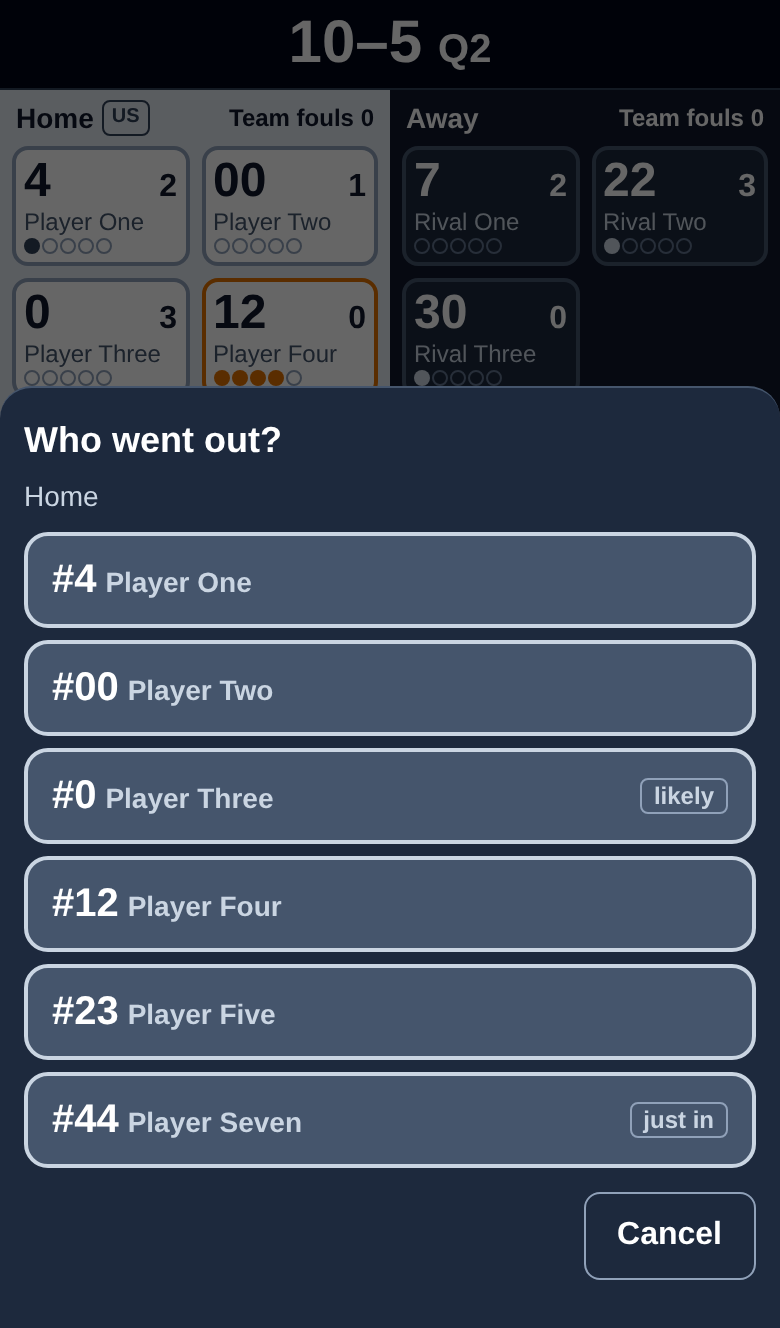 10–5 Q2
Home US Team fouls 0
Away Team fouls 0
4 2
Player One
00 1
Player Two
7 2
Rival One
22 3
Rival Two
0 3
Player Three
12 0
Player Four
30 0
Rival Three
Who went out?
Home
#4 Player One
#00 Player Two
#0 Player Three likely
#12 Player Four
#23 Player Five
#44 Player Seven just in
Cancel